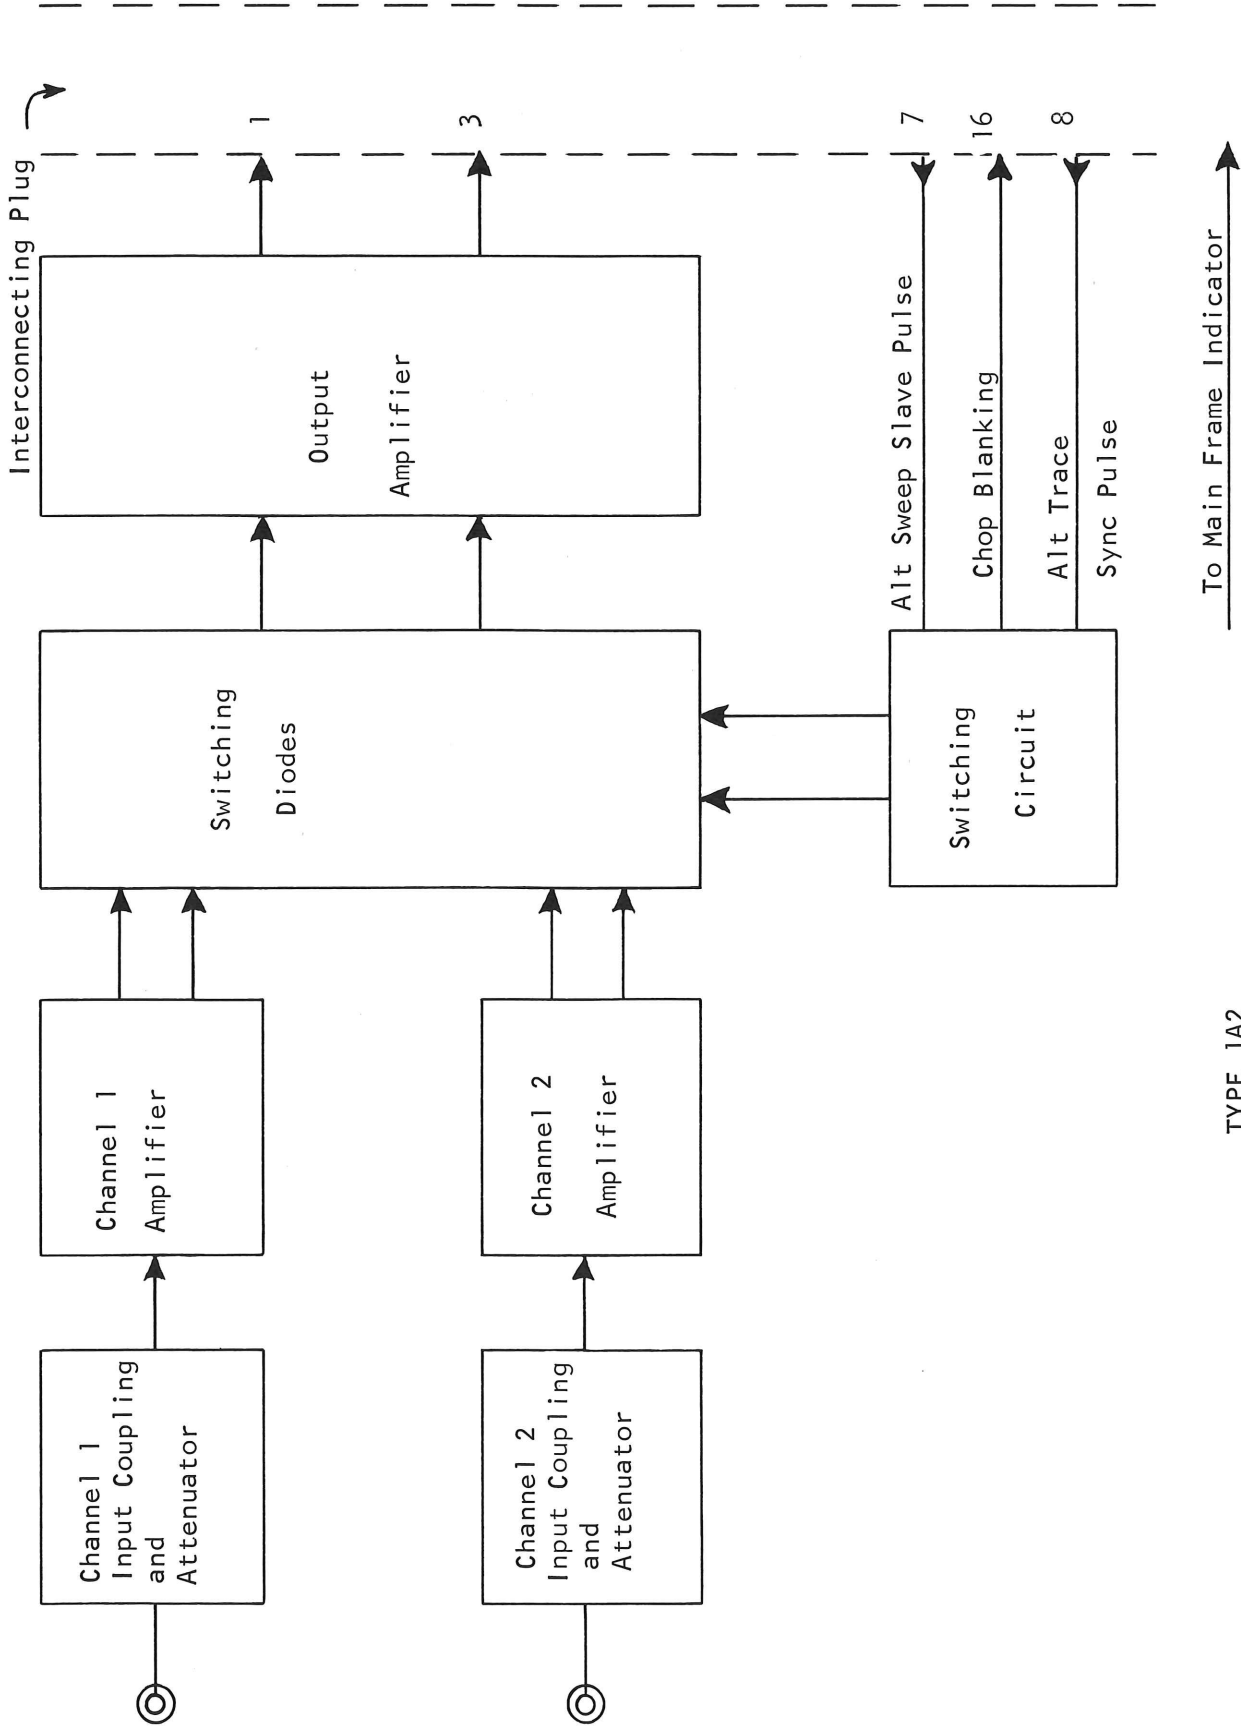 Interconnecting Plug
Channel 1
Input Coupling
and
Attenuator
Channel 1
Amplifier
Switching
Diodes
Output
Amplifier
1
3
Channel 2
Input Coupling
and
Attenuator
Channel 2
Amplifier
Switching
Circuit
Alt Sweep Slave Pulse
7
Chop Blanking
16
Alt Trace
Sync Pulse
8
To Main Frame Indicator
TYPE 1A2